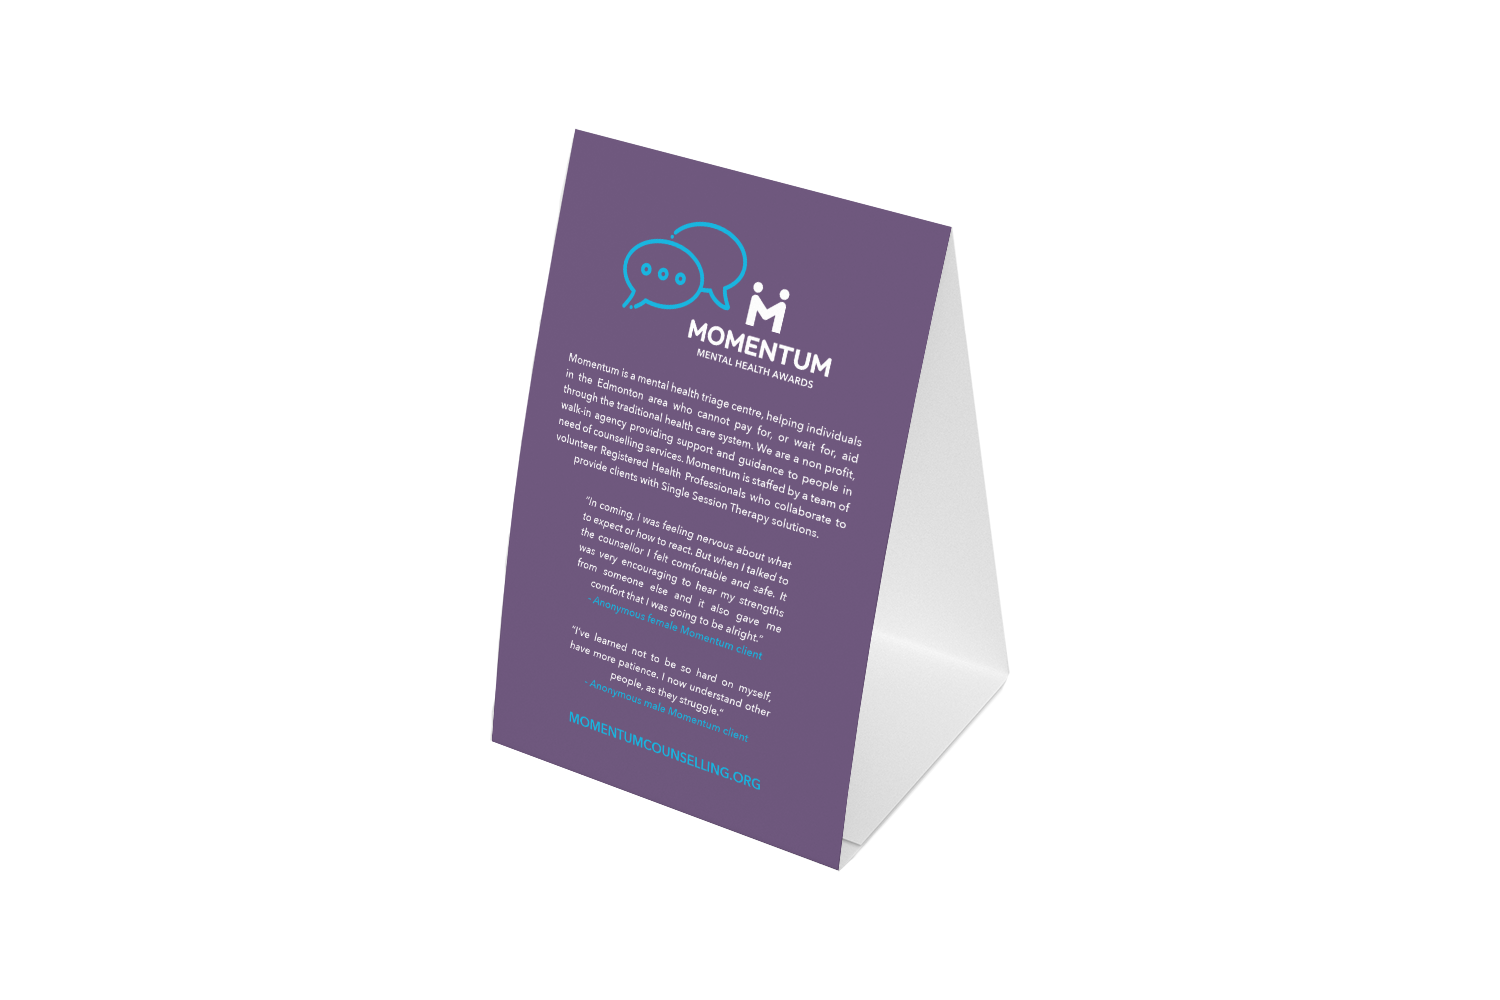 MOMENTUM
MENTAL HEALTH AWARDS
Momentum is a mental health triage centre, helping individuals
in the Edmonton area who cannot pay for, or wait for, aid
through the traditional health care system. We are a non profit,
walk-in agency providing support and guidance to people in
need of counselling services. Momentum is staffed by a team of
volunteer Registered Health Professionals who collaborate to
provide clients with Single Session Therapy solutions.
“In coming, I was feeling nervous about what
to expect or how to react. But when I talked to
the counsellor I felt comfortable and safe. It
was very encouraging to hear my strengths
from someone else and it also gave me
comfort that I was going to be alright.”
- Anonymous female Momentum client
“I've learned not to be so hard on myself,
have more patience. I now understand other
people, as they struggle.”
- Anonymous male Momentum client
MOMENTUMCOUNSELLING.ORG